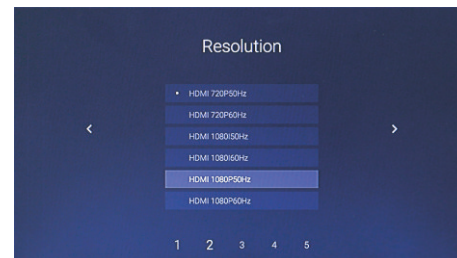 Resolution
• HDMI 720P50Hz
HDMI 720P60Hz
HDMI 1080I50Hz
HDMI 1080I60Hz
HDMI 1080P50Hz
HDMI 1080P60Hz
< >
1 2 3 4 5